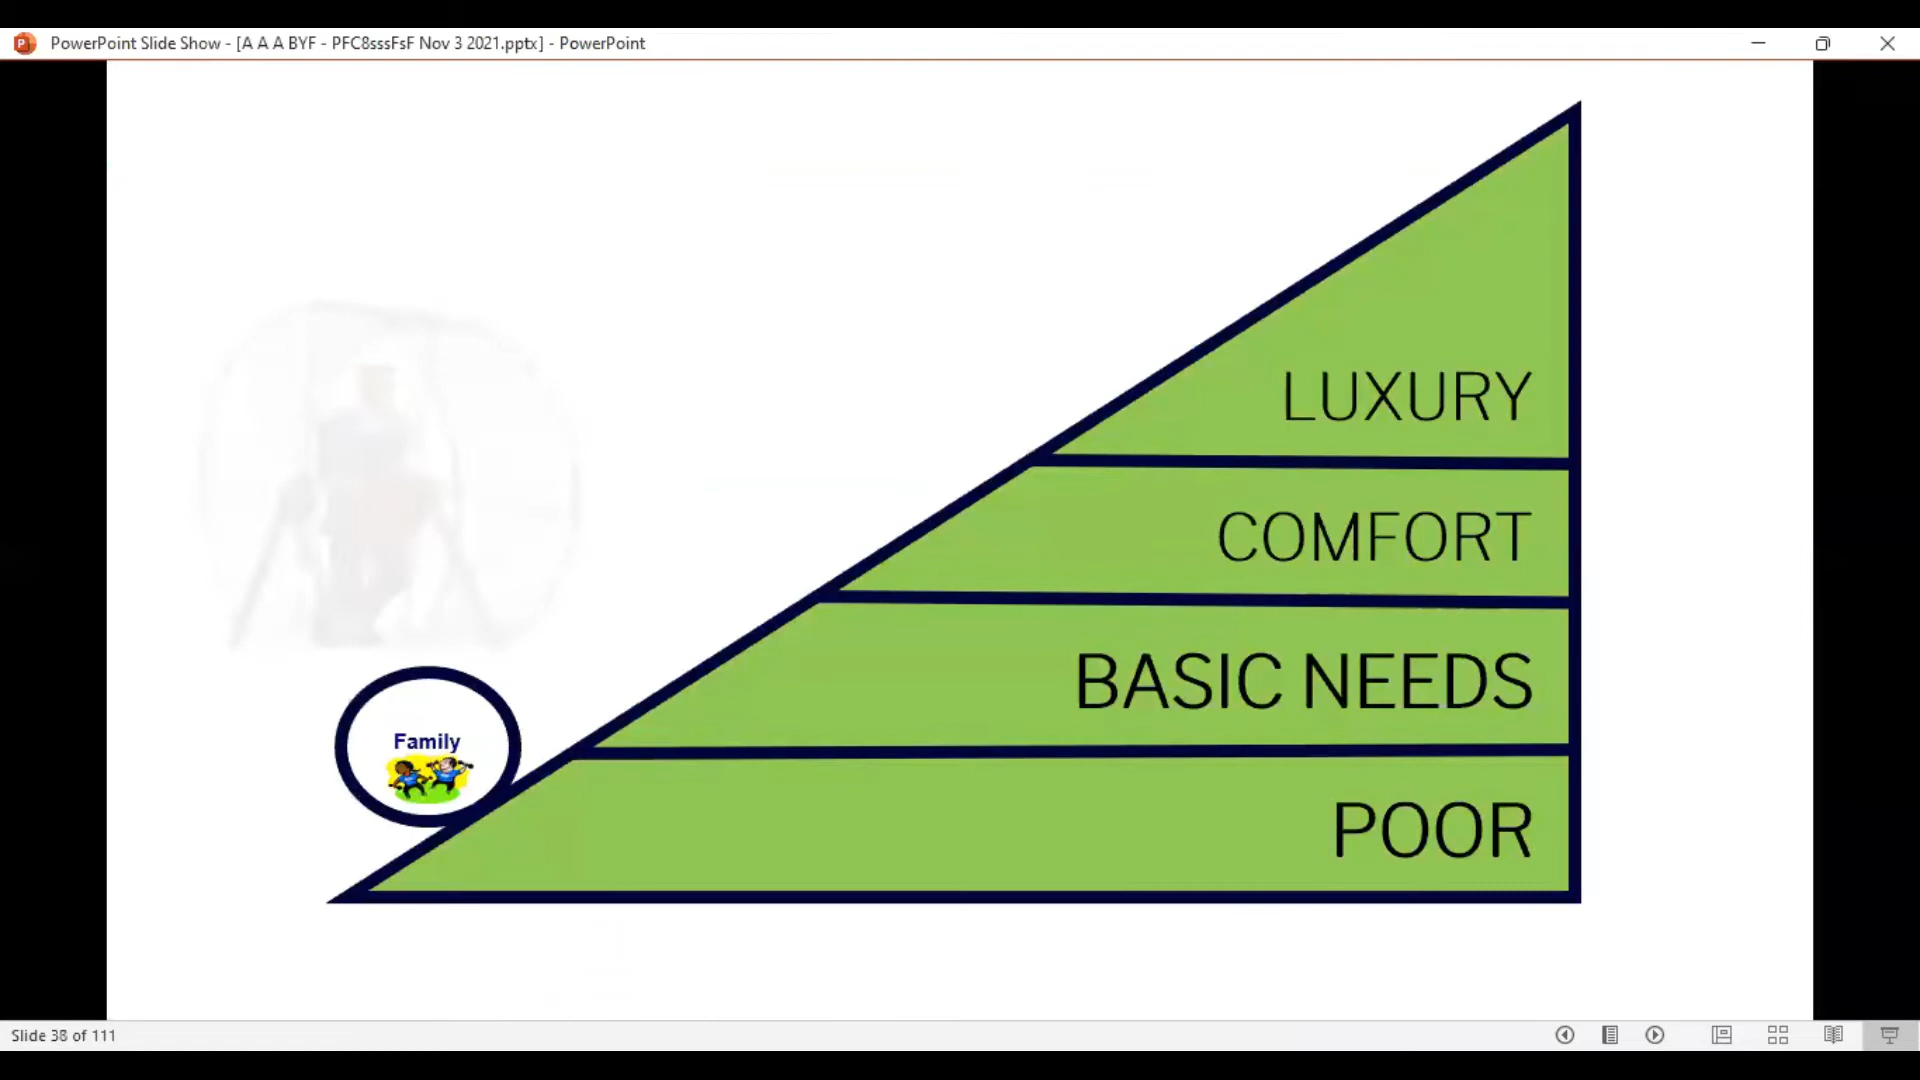 PowerPoint Slide Show - [A A A BYF - PFC8sssFsF Nov 3 2021.pptx] - PowerPoint
LUXURY
COMFORT
BASIC NEEDS
Family
POOR
Slide 38 of 111